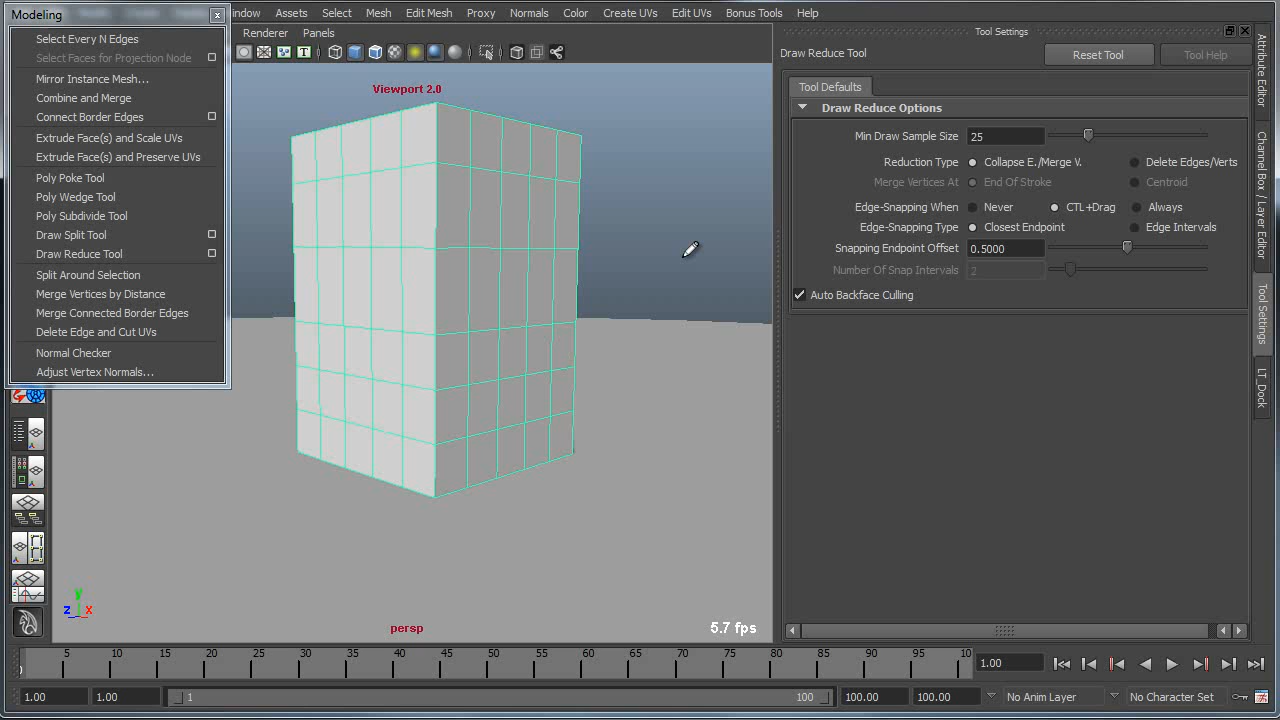 Modeling
indow Assets Select Mesh Edit Mesh Proxy Normals Color Create UVs Edit UVs Bonus Tools Help
Select Every N Edges
Select Faces for Projection Node
Mirror Instance Mesh...
Combine and Merge
Connect Border Edges
Extrude Face(s) and Scale UVs
Extrude Face(s) and Preserve UVs
Poly Poke Tool
Poly Wedge Tool
Poly Subdivide Tool
Draw Split Tool
Draw Reduce Tool
Split Around Selection
Merge Vertices by Distance
Merge Connected Border Edges
Delete Edge and Cut UVs
Normal Checker
Adjust Vertex Normals...
Renderer Panels
Viewport 2.0
persp
5.7 fps
y
z x
Tool Settings
Draw Reduce Tool Reset Tool Tool Help
Tool Defaults
Draw Reduce Options
Min Draw Sample Size 25
Reduction Type Collapse E./Merge V. Delete Edges/Verts
Merge Vertices At End Of Stroke Centroid
Edge-Snapping When Never CTL+Drag Always
Edge-Snapping Type Closest Endpoint Edge Intervals
Snapping Endpoint Offset 0.5000
Number Of Snap Intervals 2
Auto Backface Culling
Attribute Editor
Channel Box / Layer Editor
Tool Settings
LT_Dock
5 10 15 20 25 30 35 40 45 50 55 60 65 70 75 80 85 90 95 10
1.00
1.00 1.00 1 100 100.00 100.00 No Anim Layer No Character Set